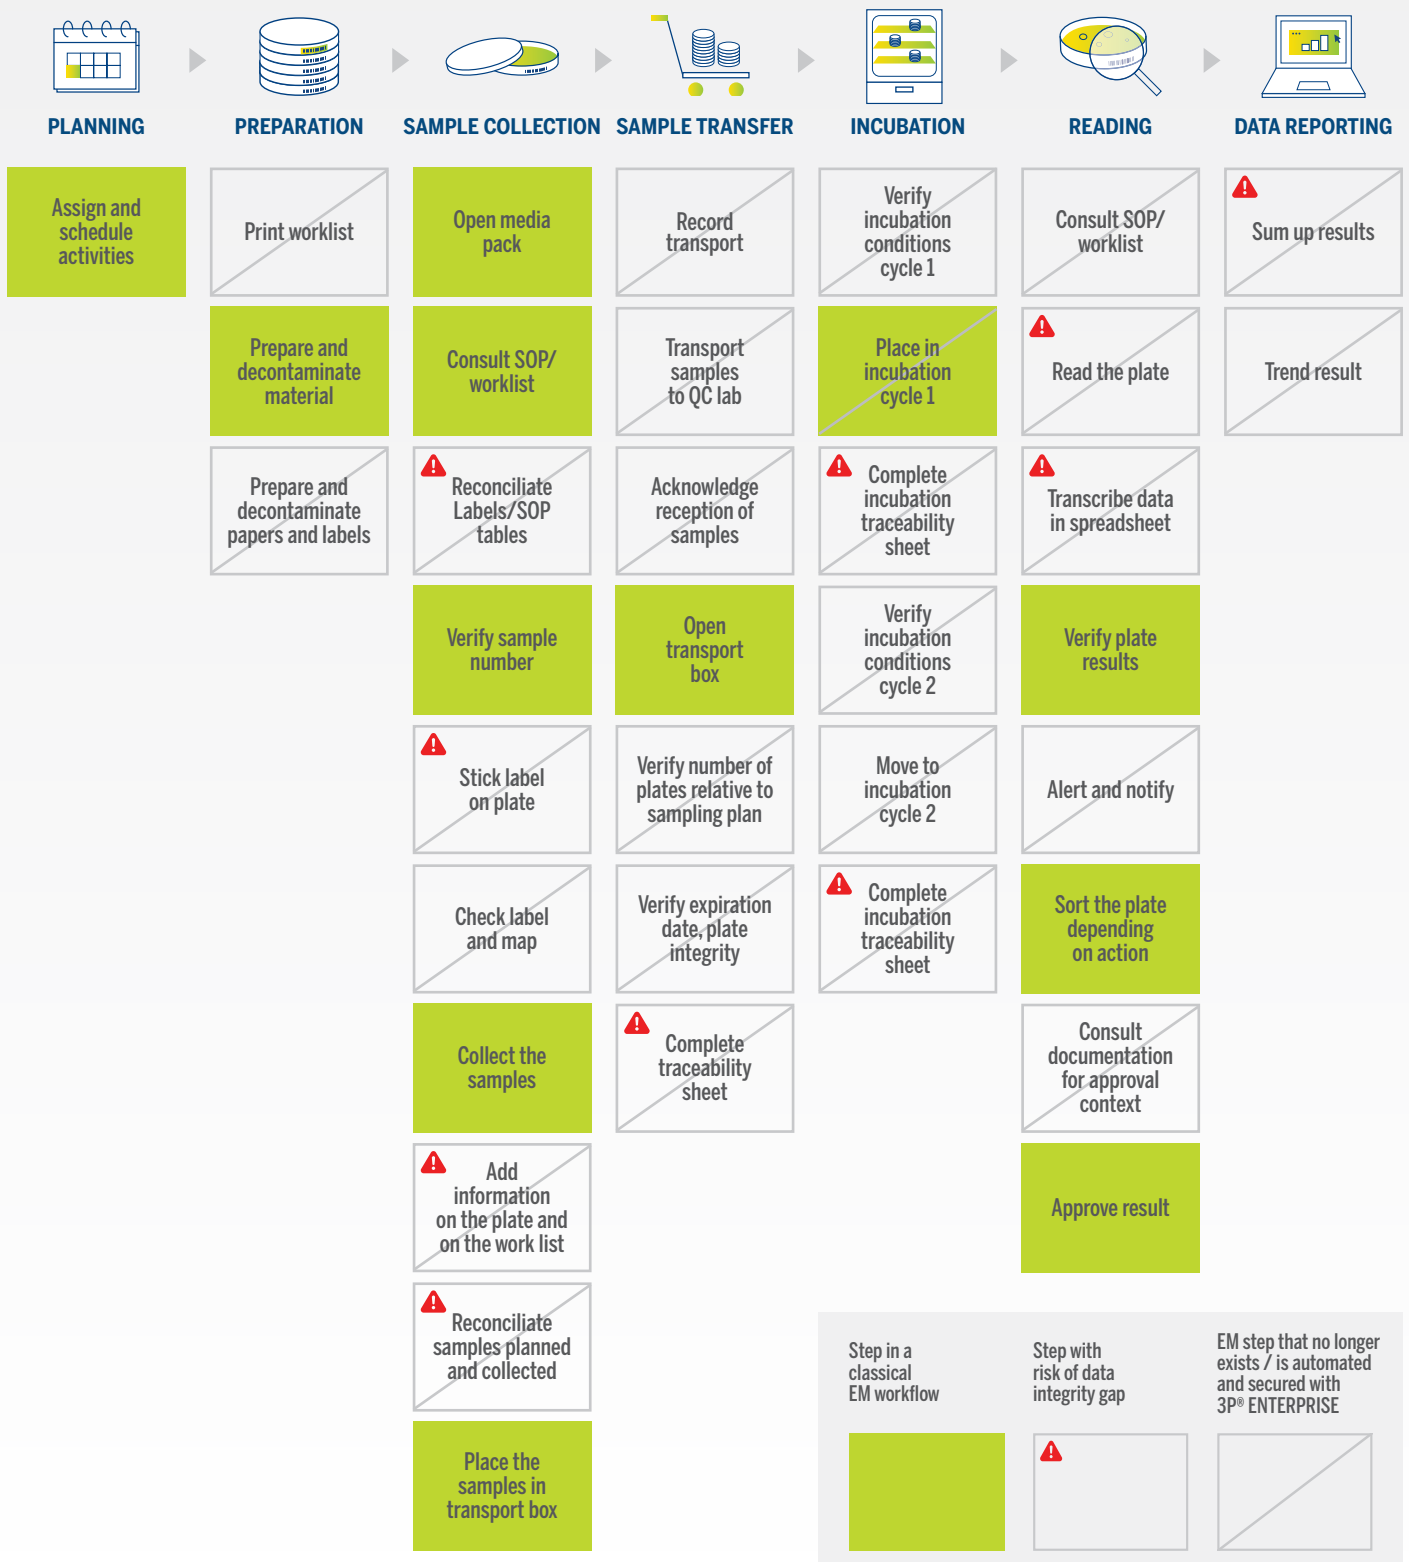 PLANNING
PREPARATION
SAMPLE COLLECTION
SAMPLE TRANSFER
INCUBATION
READING
DATA REPORTING
Assign and
schedule
activities
Print worklist
Prepare and
decontaminate
material
Prepare and
decontaminate
papers and labels
Open media
pack
Consult SOP/
worklist
Reconciliate
Labels/SOP
tables
Verify sample
number
Stick label
on plate
Check label
and map
Collect the
samples
Add
information
on the plate and
on the work list
Reconciliate
samples planned
and collected
Place the
samples in
transport box
Record
transport
Transport
samples
to QC lab
Acknowledge
reception of
samples
Open
transport
box
Verify number of
plates relative to
sampling plan
Verify expiration
date, plate
integrity
Complete
traceability
sheet
Verify
incubation
conditions
cycle 1
Place in
incubation
cycle 1
Complete
incubation
traceability
sheet
Verify
incubation
conditions
cycle 2
Move to
incubation
cycle 2
Complete
incubation
traceability
sheet
Consult SOP/
worklist
Read the plate
Transcribe data
in spreadsheet
Verify plate
results
Alert and notify
Sort the plate
depending
on action
Consult
documentation
for approval
context
Approve result
Sum up results
Trend result
Step in a
classical
EM workflow
Step with
risk of data
integrity gap
EM step that no longer
exists / is automated
and secured with
3P® ENTERPRISE